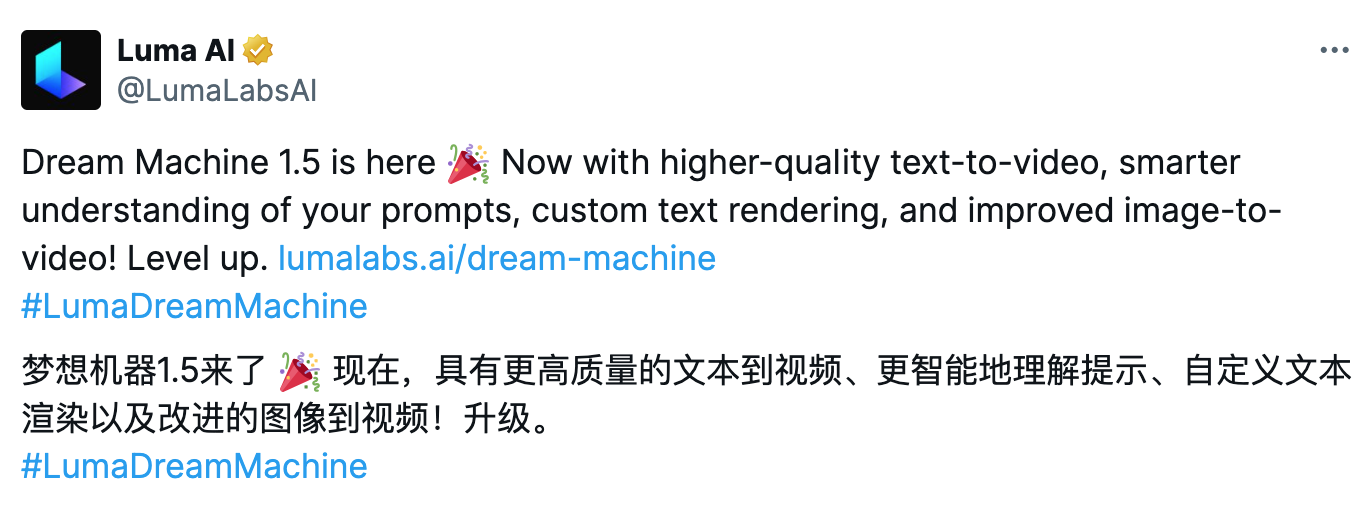 Luma AI
@LumaLabsAI
Dream Machine 1.5 is here 🎉 Now with higher-quality text-to-video, smarter
understanding of your prompts, custom text rendering, and improved image-to-
video! Level up. lumalabs.ai/dream-machine
#LumaDreamMachine
梦想机器1.5来了 🎉 现在，具有更高质量的文本到视频、更智能地理解提示、自定义文本
渲染以及改进的图像到视频！升级。
#LumaDreamMachine